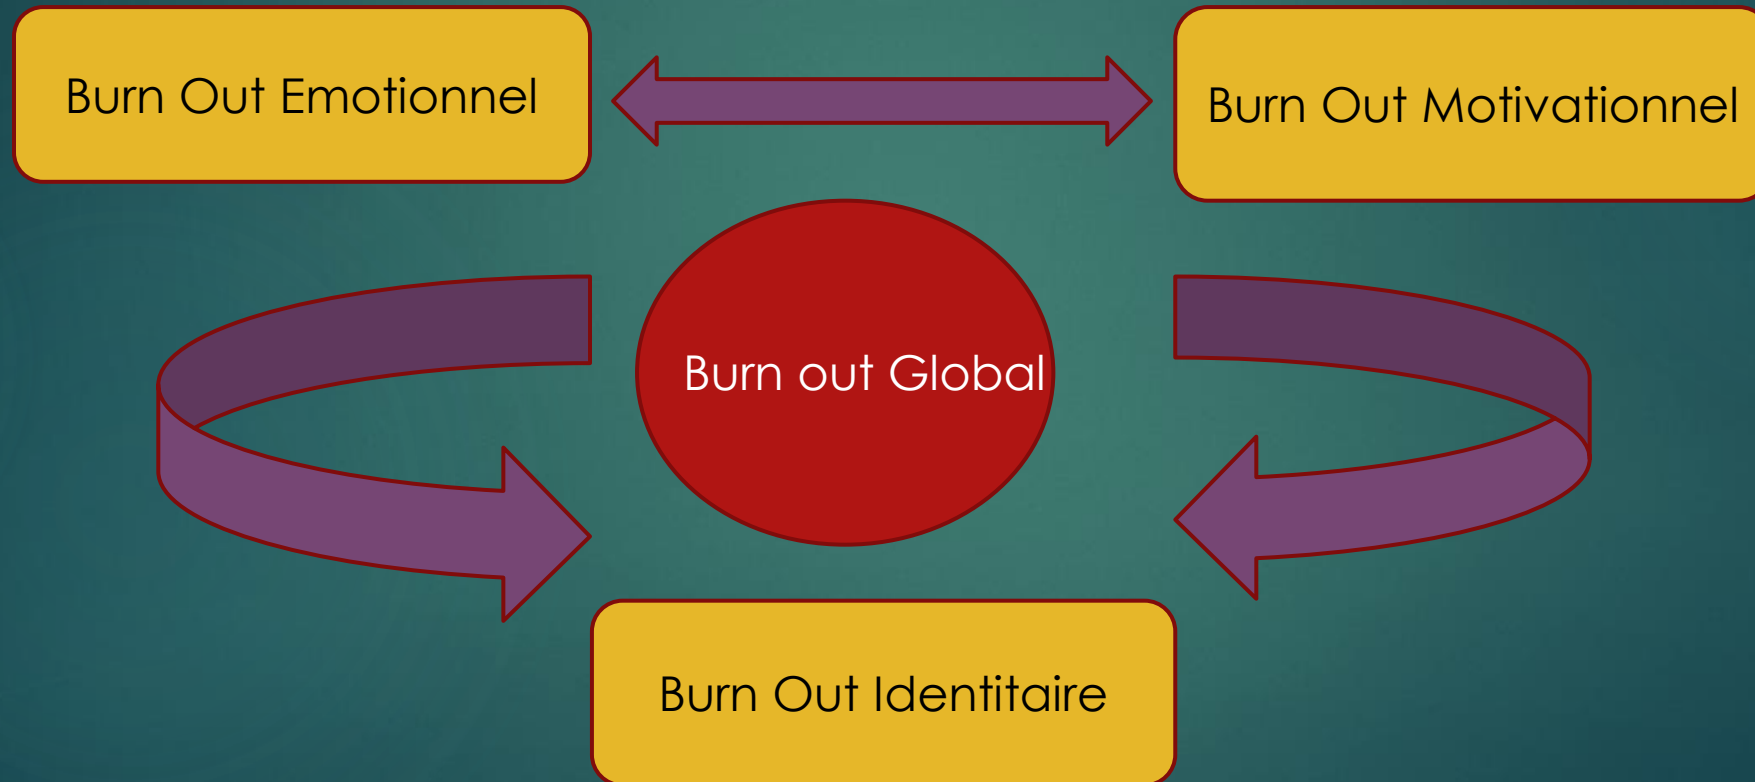 Burn Out Emotionnel
Burn Out Motivationnel
Burn out Global
Burn Out Identitaire